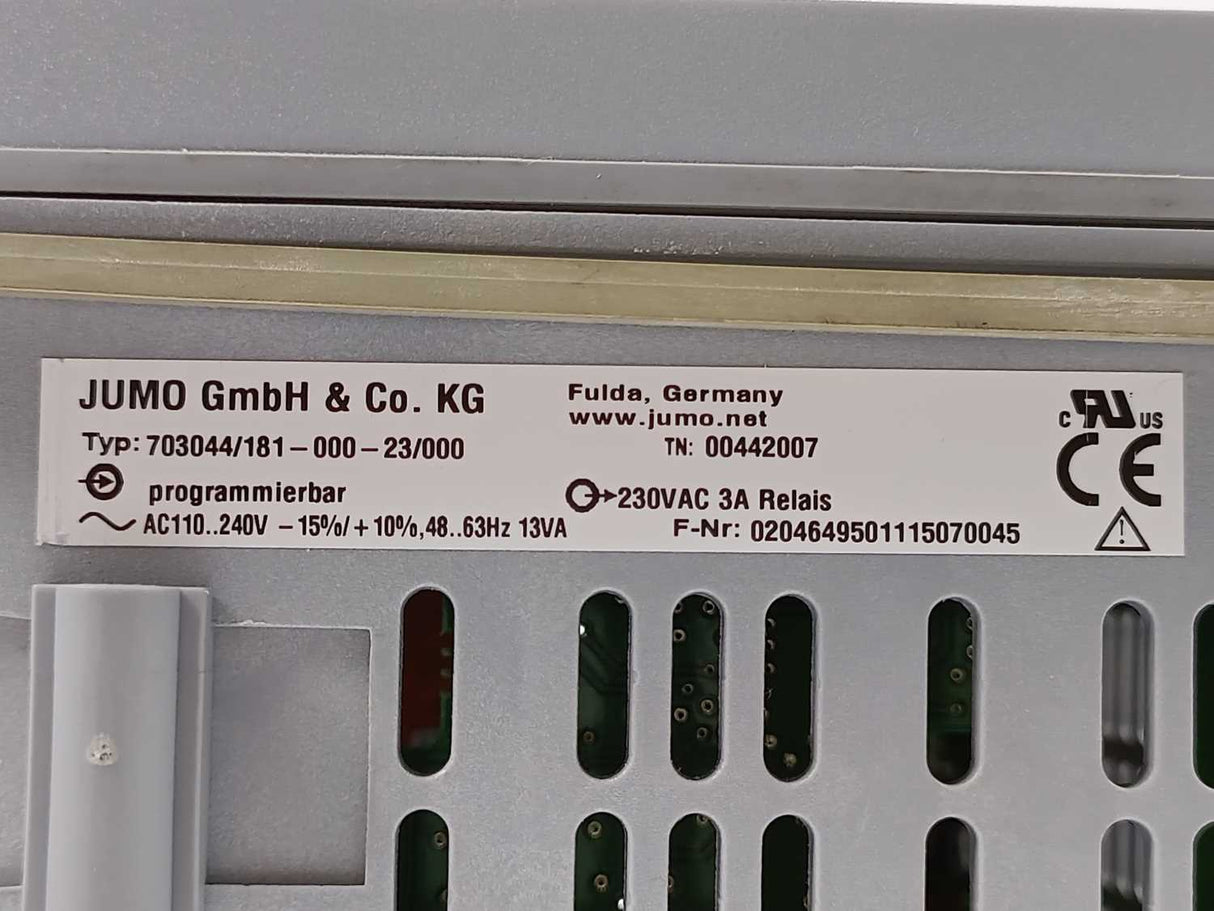 JUMO GmbH & Co. KG
Fulda, Germany
www.jumo.net
Typ: 703044/181-000-23/000
TN: 00442007
programmierbar
230VAC 3A Relais
AC110..240V -15%/+10%,48..63Hz 13VA
F-Nr: 0204649501115070045
c RU US
CE